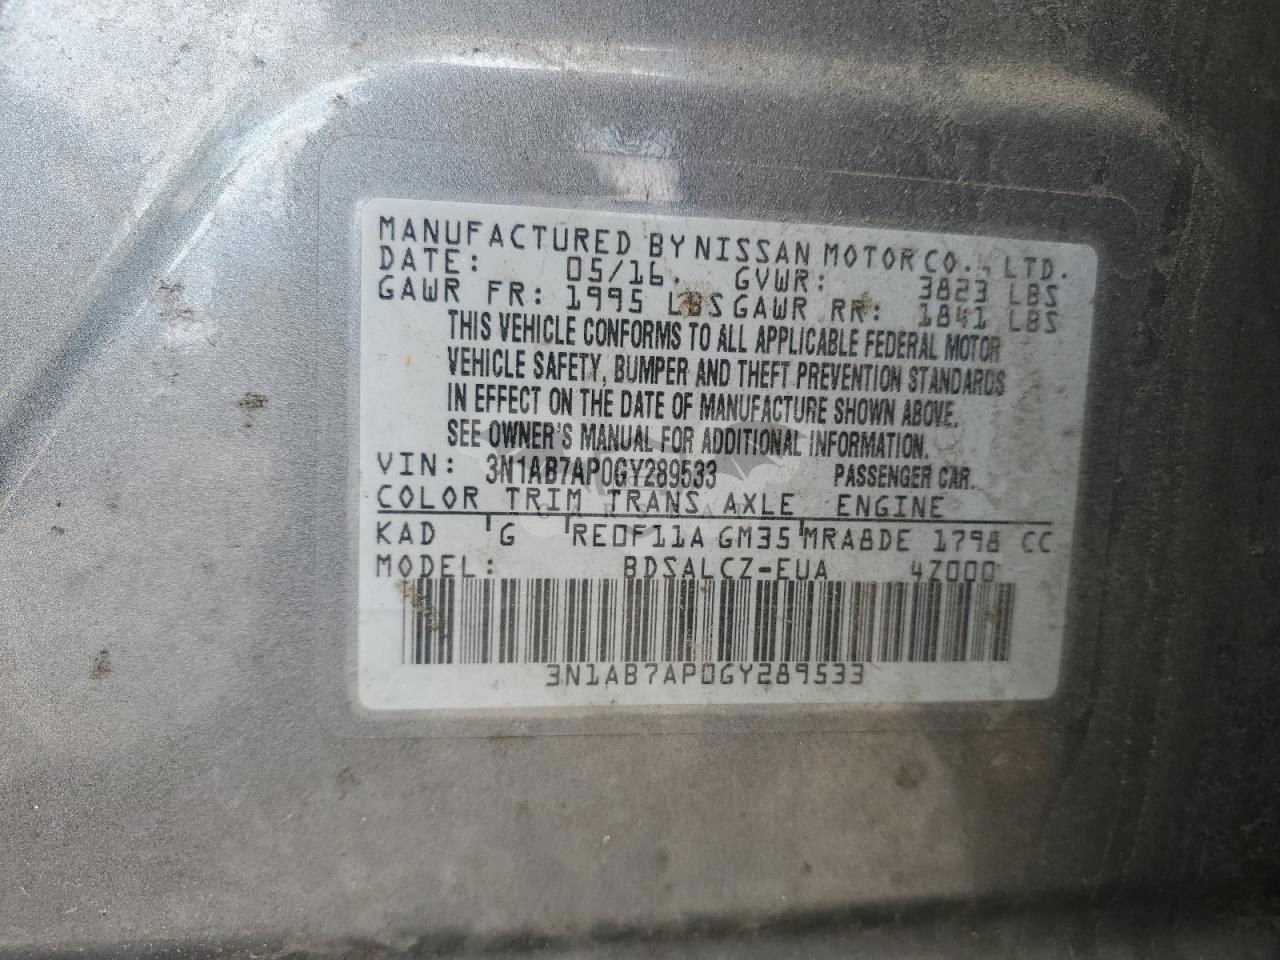 MANUFACTURED BY NISSAN MOTOR CO., LTD.
DATE: 05/16 GVWR: 3823 LBS
GAWR FR: 1995 LBS GAWR RR: 1841 LBS
THIS VEHICLE CONFORMS TO ALL APPLICABLE FEDERAL MOTOR
VEHICLE SAFETY, BUMPER AND THEFT PREVENTION STANDARDS
IN EFFECT ON THE DATE OF MANUFACTURE SHOWN ABOVE.
SEE OWNER'S MANUAL FOR ADDITIONAL INFORMATION.
VIN: 3N1AB7AP0GY289533 PASSENGER CAR.
COLOR TRIM TRANS AXLE ENGINE
KAD G RE0F11A GM35 MRA8DE 1798 CC
MODEL: BDSALCZ-EUA 4Z000
3N1AB7AP0GY289533